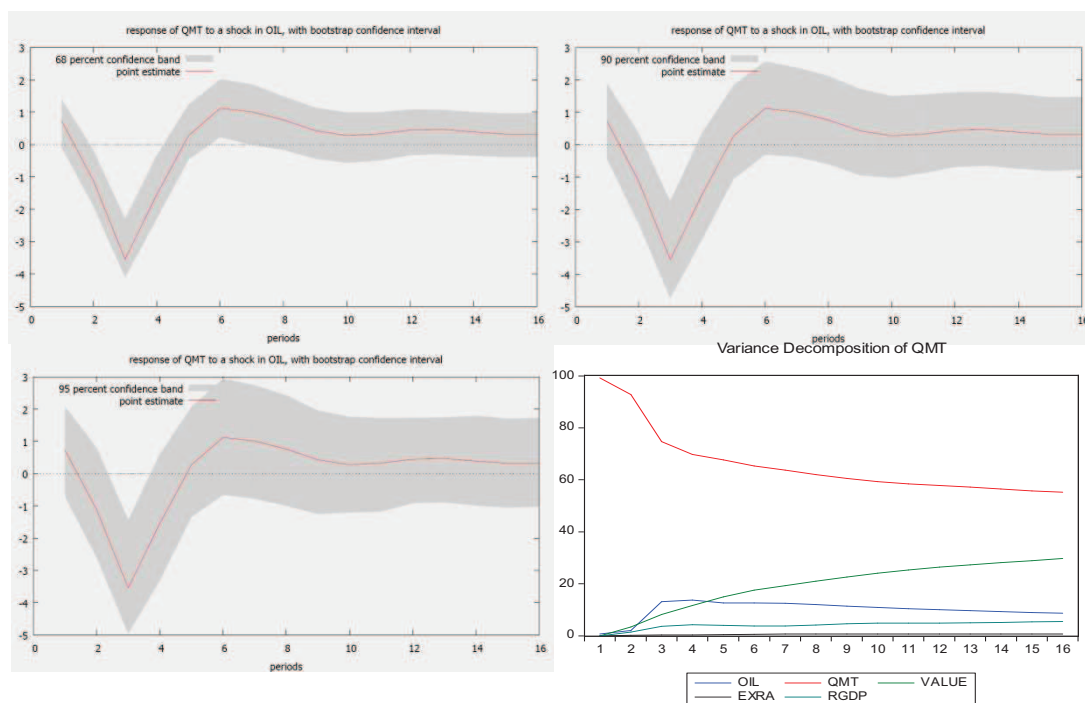 response of QMT to a shock in OIL, with bootstrap confidence interval
68 percent confidence band
point estimate
3
2
1
0
-1
-2
-3
-4
-5
0 2 4 6 8 10 12 14 16
periods
response of QMT to a shock in OIL, with bootstrap confidence interval
90 percent confidence band
point estimate
3
2
1
0
-1
-2
-3
-4
-5
0 2 4 6 8 10 12 14 16
periods
response of QMT to a shock in OIL, with bootstrap confidence interval
95 percent confidence band
point estimate
3
2
1
0
-1
-2
-3
-4
-5
0 2 4 6 8 10 12 14 16
periods
Variance Decomposition of QMT
100
80
60
40
20
0
1 2 3 4 5 6 7 8 9 10 11 12 13 14 15 16
OIL QMT VALUE
EXRA RGDP